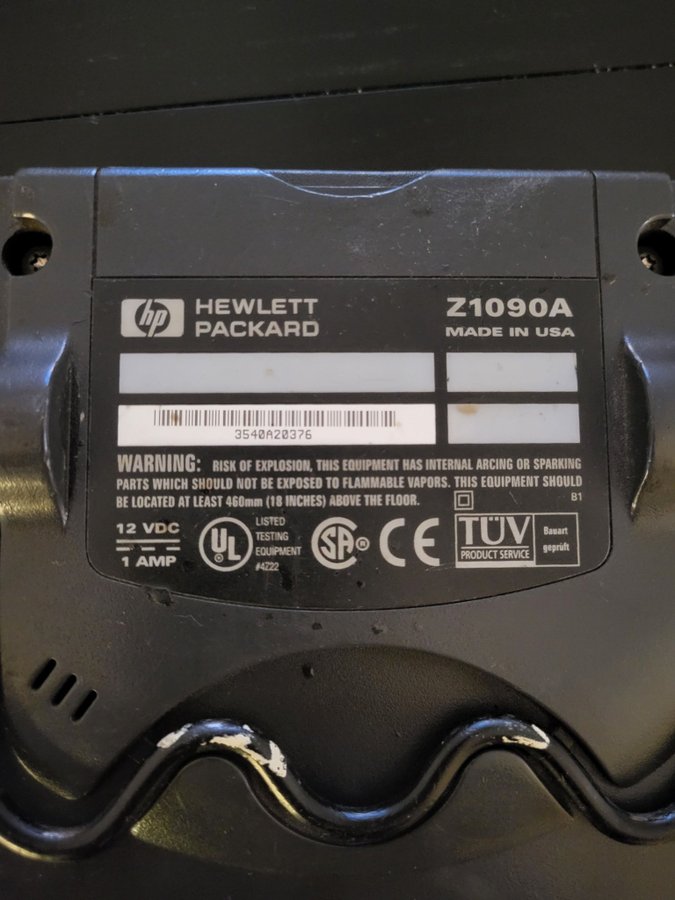 hp HEWLETT PACKARD
Z1090A
MADE IN USA
3540A20376
WARNING: RISK OF EXPLOSION, THIS EQUIPMENT HAS INTERNAL ARCING OR SPARKING
PARTS WHICH SHOULD NOT BE EXPOSED TO FLAMMABLE VAPORS. THIS EQUIPMENT SHOULD
BE LOCATED AT LEAST 460mm (18 INCHES) ABOVE THE FLOOR.
B1
12 VDC
1 AMP
UL
LISTED
TESTING
EQUIPMENT
#4Z22
SA
CE
TÜV
PRODUCT SERVICE
Bauart
geprüft